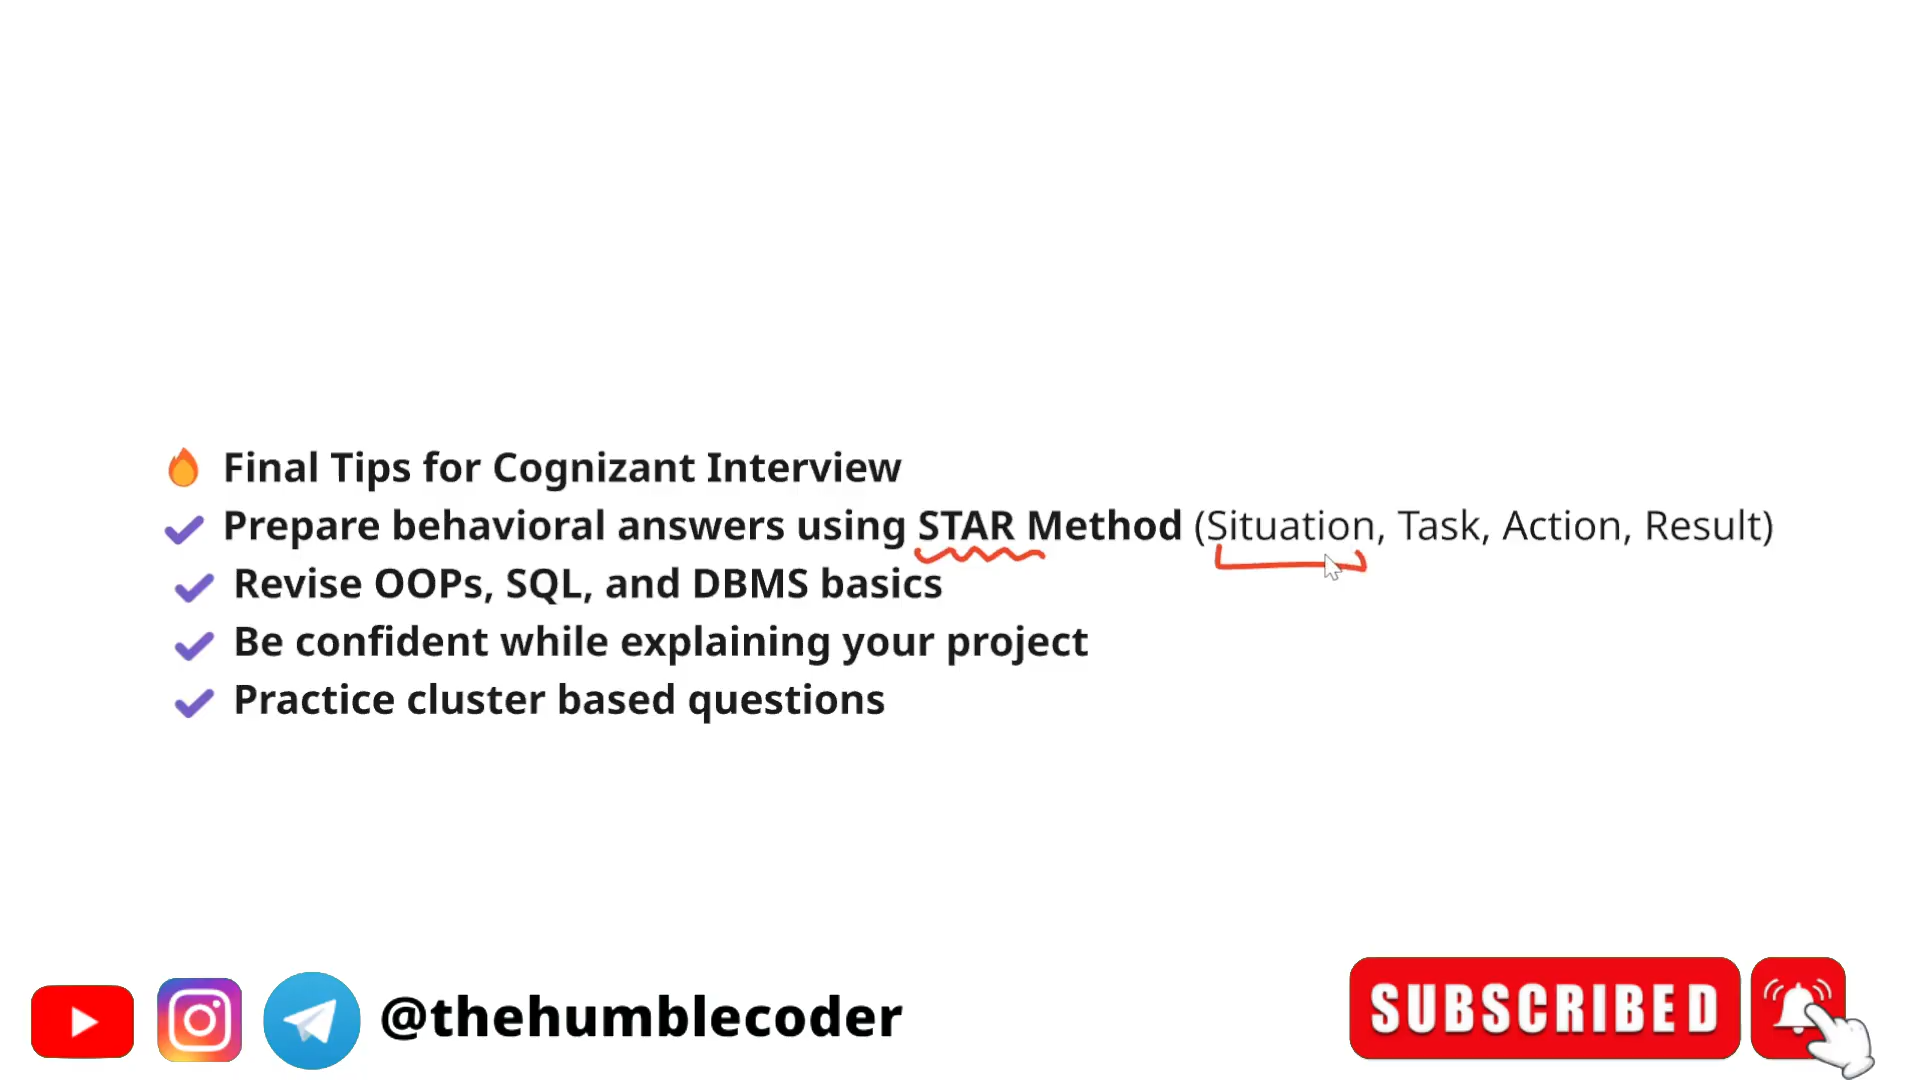 🔥 Final Tips for Cognizant Interview
✔ Prepare behavioral answers using STAR Method (Situation, Task, Action, Result)
✔ Revise OOPs, SQL, and DBMS basics
✔ Be confident while explaining your project
✔ Practice cluster based questions
@thehumblecoder
SUBSCRIBED